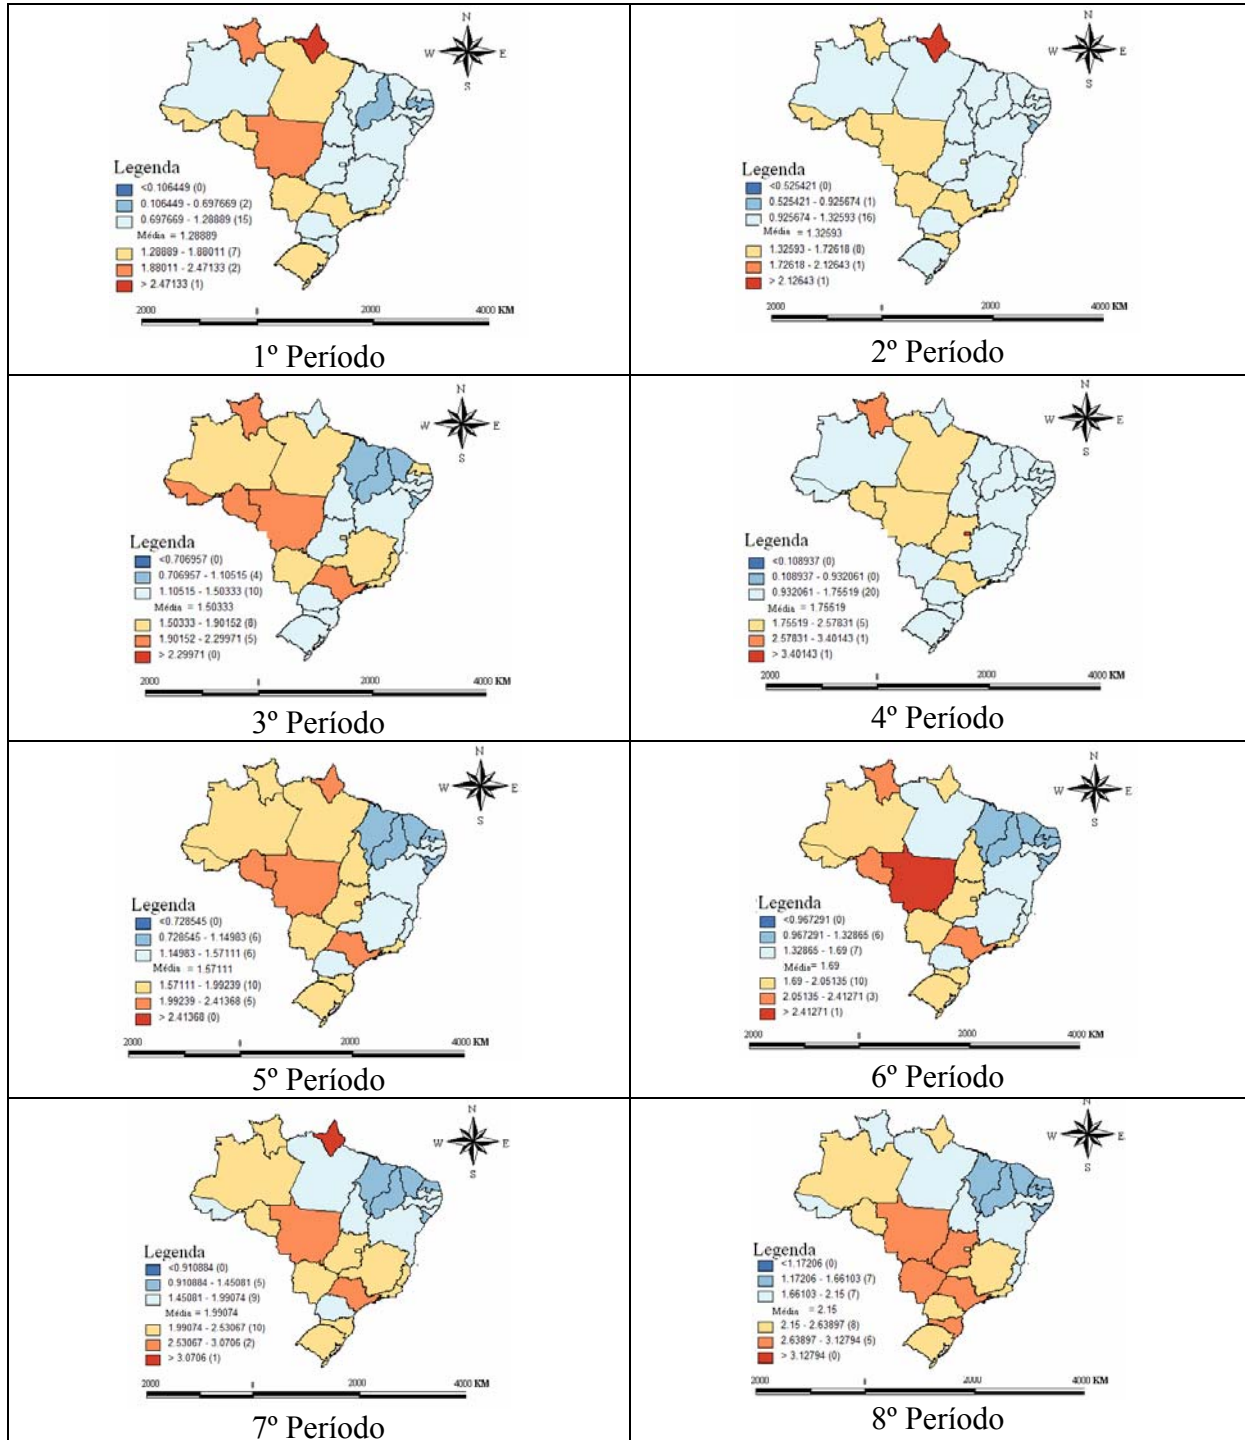 N
W E
S
Legenda
<0.106449 (0)
0.106449 - 0.697669 (2)
0.697669 - 1.28889 (15)
Média = 1.28889
1.28889 - 1.88011 (7)
1.88011 - 2.47133 (2)
> 2.47133 (1)
2000 0 2000 4000 KM
1º Período
N
W E
S
Legenda
<0.525421 (0)
0.525421 - 0.925674 (1)
0.925674 - 1.32593 (16)
Média = 1.32593
1.32593 - 1.72618 (8)
1.72618 - 2.12643 (1)
> 2.12643 (1)
2000 0 2000 4000 KM
2º Período
N
W E
S
Legenda
<0.706957 (0)
0.706957 - 1.10515 (4)
1.10515 - 1.50333 (10)
Média = 1.50333
1.50333 - 1.90152 (8)
1.90152 - 2.29971 (5)
> 2.29971 (0)
2000 0 2000 4000 KM
3º Período
N
W E
S
Legenda
<0.108937 (0)
0.108937 - 0.932061 (0)
0.932061 - 1.75519 (20)
Média = 1.75519
1.75519 - 2.57831 (5)
2.57831 - 3.40143 (1)
> 3.40143 (1)
2000 0 2000 4000 KM
4º Período
N
W E
S
Legenda
<0.728545 (0)
0.728545 - 1.14983 (6)
1.14983 - 1.57111 (6)
Média = 1.57111
1.57111 - 1.99239 (10)
1.99239 - 2.41368 (5)
> 2.41368 (0)
2000 0 2000 4000 KM
5º Período
N
W E
S
Legenda
<0.967291 (0)
0.967291 - 1.32865 (6)
1.32865 - 1.69 (7)
Média= 1.69
1.69 - 2.05135 (10)
2.05135 - 2.41271 (3)
> 2.41271 (1)
2000 0 2000 4000 KM
6º Período
N
W E
S
Legenda
<0.910884 (0)
0.910884 - 1.45081 (5)
1.45081 - 1.99074 (9)
Média = 1.99074
1.99074 - 2.53067 (10)
2.53067 - 3.0706 (2)
> 3.0706 (1)
2000 0 2000 4000 KM
7º Período
N
W E
S
Legenda
<1.17206 (0)
1.17206 - 1.66103 (7)
1.66103 - 2.15 (7)
Média = 2.15
2.15 - 2.63897 (8)
2.63897 - 3.12794 (5)
> 3.12794 (0)
2000 0 2000 4000 KM
8º Período